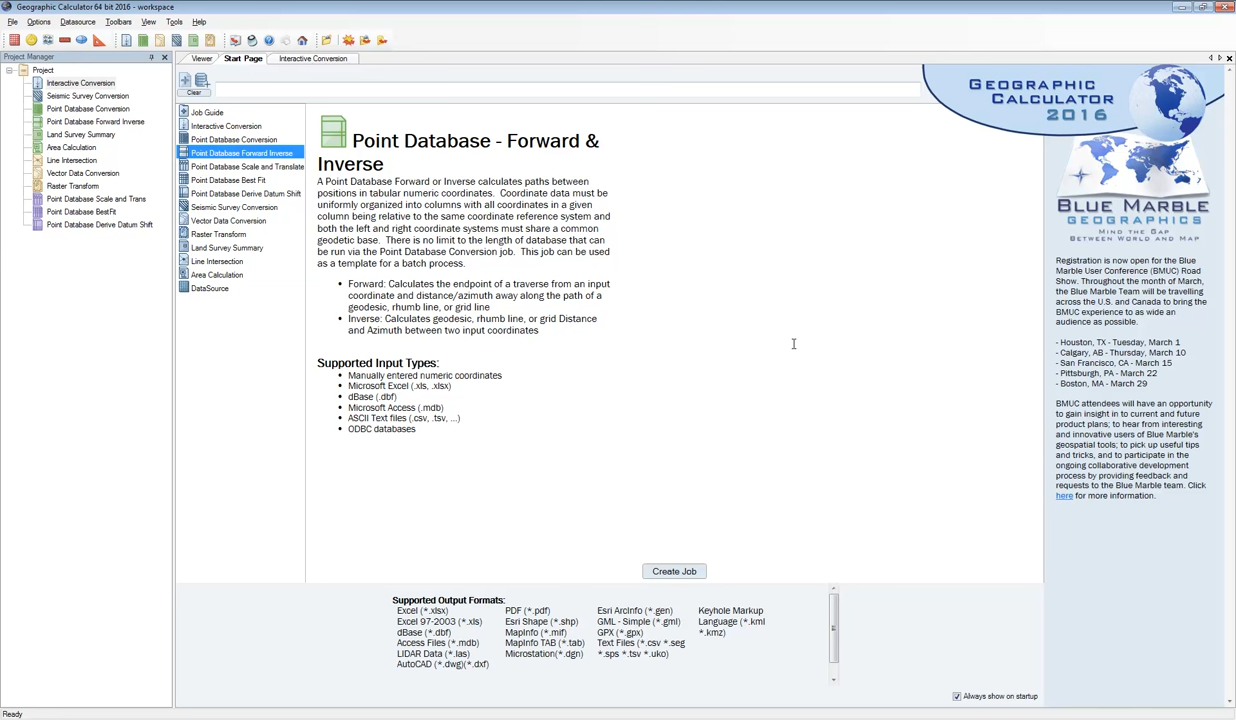 Geographic Calculator 64 bit 2016 - workspace
File Options Datasource Toolbars View Tools Help
Project Manager
Project
Interactive Conversion
Seismic Survey Conversion
Point Database Conversion
Point Database Forward Inverse
Land Survey Summary
Area Calculation
Line Intersection
Vector Data Conversion
Raster Transform
Point Database Scale and Trans
Point Database BestFit
Point Database Derive Datum Shift
Viewer Start Page Interactive Conversion
Clear
Job Guide
Interactive Conversion
Point Database Conversion
Point Database Forward Inverse
Point Database Scale and Translate
Point Database Best Fit
Point Database Derive Datum Shift
Seismic Survey Conversion
Vector Data Conversion
Raster Transform
Land Survey Summary
Line Intersection
Area Calculation
DataSource
Point Database - Forward &
Inverse
A Point Database Forward or Inverse calculates paths between
positions in tabular numeric coordinates. Coordinate data must be
uniformly organized into columns with all coordinates in a given
column being relative to the same coordinate reference system and
both the left and right coordinate systems must share a common
geodetic base. There is no limit to the length of database that can
be run via the Point Database Conversion job. This job can be used
as a template for a batch process.
• Forward: Calculates the endpoint of a traverse from an input
coordinate and distance/azimuth away along the path of a
geodesic, rhumb line, or grid line
• Inverse: Calculates geodesic, rhumb line, or grid Distance
and Azimuth between two input coordinates
Supported Input Types:
• Manually entered numeric coordinates
• Microsoft Excel (.xls, .xlsx)
• dBase (.dbf)
• Microsoft Access (.mdb)
• ASCII Text files (.csv, .tsv, ...)
• ODBC databases
Create Job
Supported Output Formats:
Excel (*.xlsx) PDF (*.pdf) Esri ArcInfo (*.gen) Keyhole Markup
Excel 97-2003 (*.xls) Esri Shape (*.shp) GML - Simple (*.gml) Language (*.kml
dBase (*.dbf) MapInfo (*.mif) GPX (*.gpx) *.kmz)
Access Files (*.mdb) MapInfo TAB (*.tab) Text Files (*.csv *.seg
LIDAR Data (*.las) Microstation(*.dgn) *.sps *.tsv *.uko)
AutoCAD (*.dwg)(*.dxf)
GEOGRAPHIC
CALCULATOR
2016
BLUE MARBLE
GEOGRAPHICS
MIND THE GAP
BETWEEN WORLD AND MAP
Registration is now open for the Blue
Marble User Conference (BMUC) Road
Show. Throughout the month of March,
the Blue Marble Team will be travelling
across the U.S. and Canada to bring the
BMUC experience to as wide an
audience as possible.
- Houston, TX - Tuesday, March 1
- Calgary, AB - Thursday, March 10
- San Francisco, CA - March 15
- Pittsburgh, PA - March 22
- Boston, MA - March 29
BMUC attendees will have an opportunity
to gain insight in to current and future
product plans; to hear from interesting
and innovative users of Blue Marble's
geospatial tools; to pick up useful tips
and tricks, and to participate in the
ongoing collaborative development
process by providing feedback and
requests to the Blue Marble team. Click
here for more information.
Always show on startup
Ready